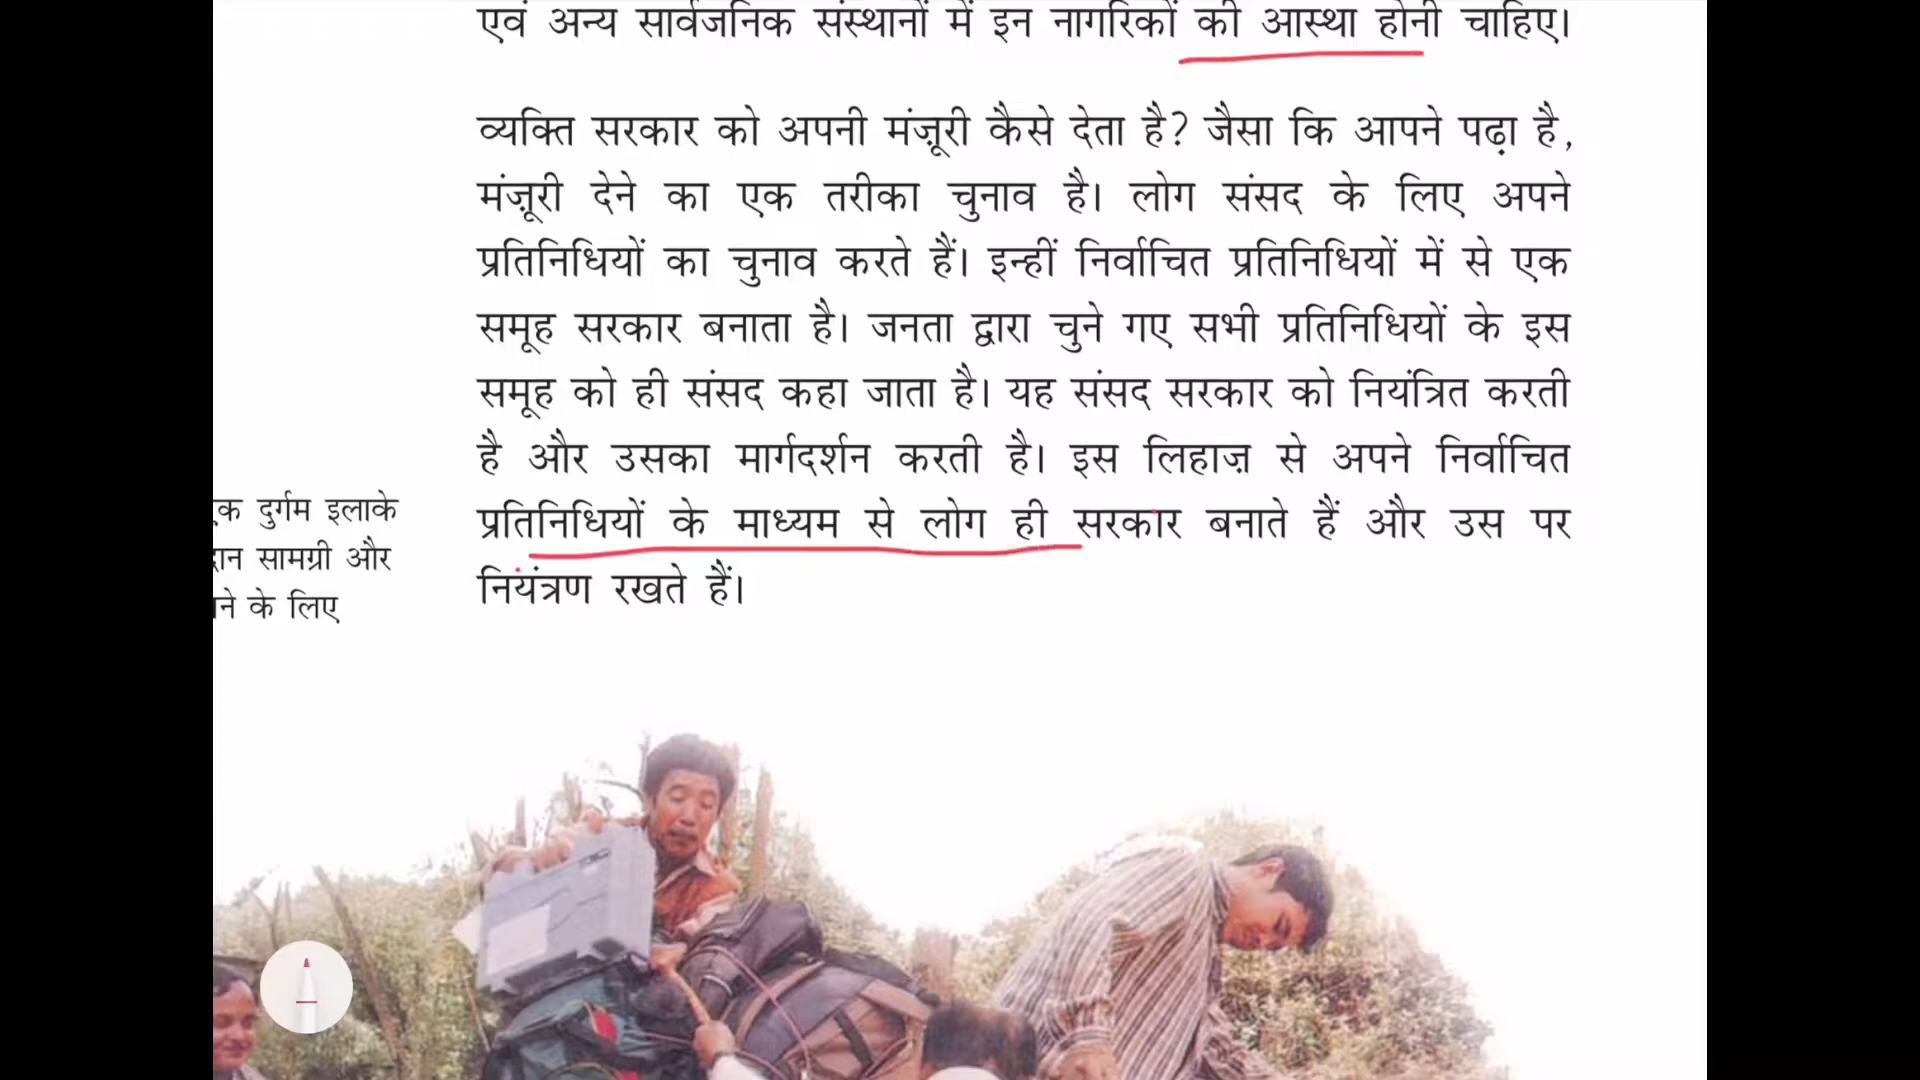 एवं अन्य सार्वजनिक संस्थानों में इन नागरिकों की आस्था होनी चाहिए।
व्यक्ति सरकार को अपनी मंज़ूरी कैसे देता है? जैसा कि आपने पढ़ा है,
मंज़ूरी देने का एक तरीका चुनाव है। लोग संसद के लिए अपने
प्रतिनिधियों का चुनाव करते हैं। इन्हीं निर्वाचित प्रतिनिधियों में से एक
समूह सरकार बनाता है। जनता द्वारा चुने गए सभी प्रतिनिधियों के इस
समूह को ही संसद कहा जाता है। यह संसद सरकार को नियंत्रित करती
है और उसका मार्गदर्शन करती है। इस लिहाज़ से अपने निर्वाचित
प्रतिनिधियों के माध्यम से लोग ही सरकार बनाते हैं और उस पर
नियंत्रण रखते हैं।
दुर्गम इलाके
सामग्री और
के लिए